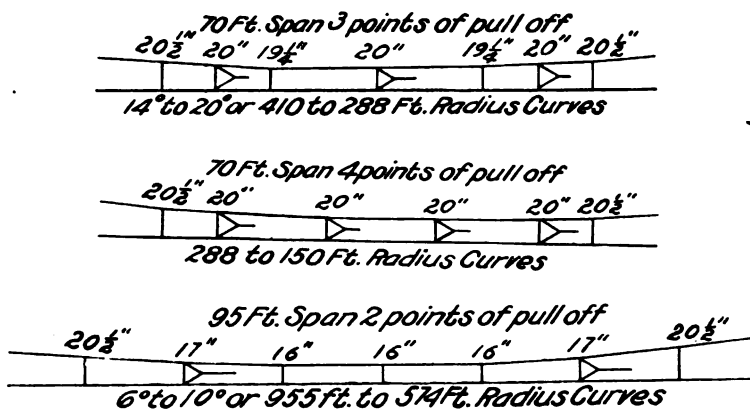 70 Ft. Span 3 points of pull off
20½" 20" 19¼" 20" 19¼" 20" 20½"
14° to 20° or 410 to 288 Ft. Radius Curves
70 Ft. Span 4 points of pull off
20½" 20" 20" 20" 20" 20½"
288 to 150 Ft. Radius Curves
95 Ft. Span 2 points of pull off
20½" 17" 16" 16" 16" 17" 20½"
6° to 10° or 955 ft. to 574 Ft. Radius Curves